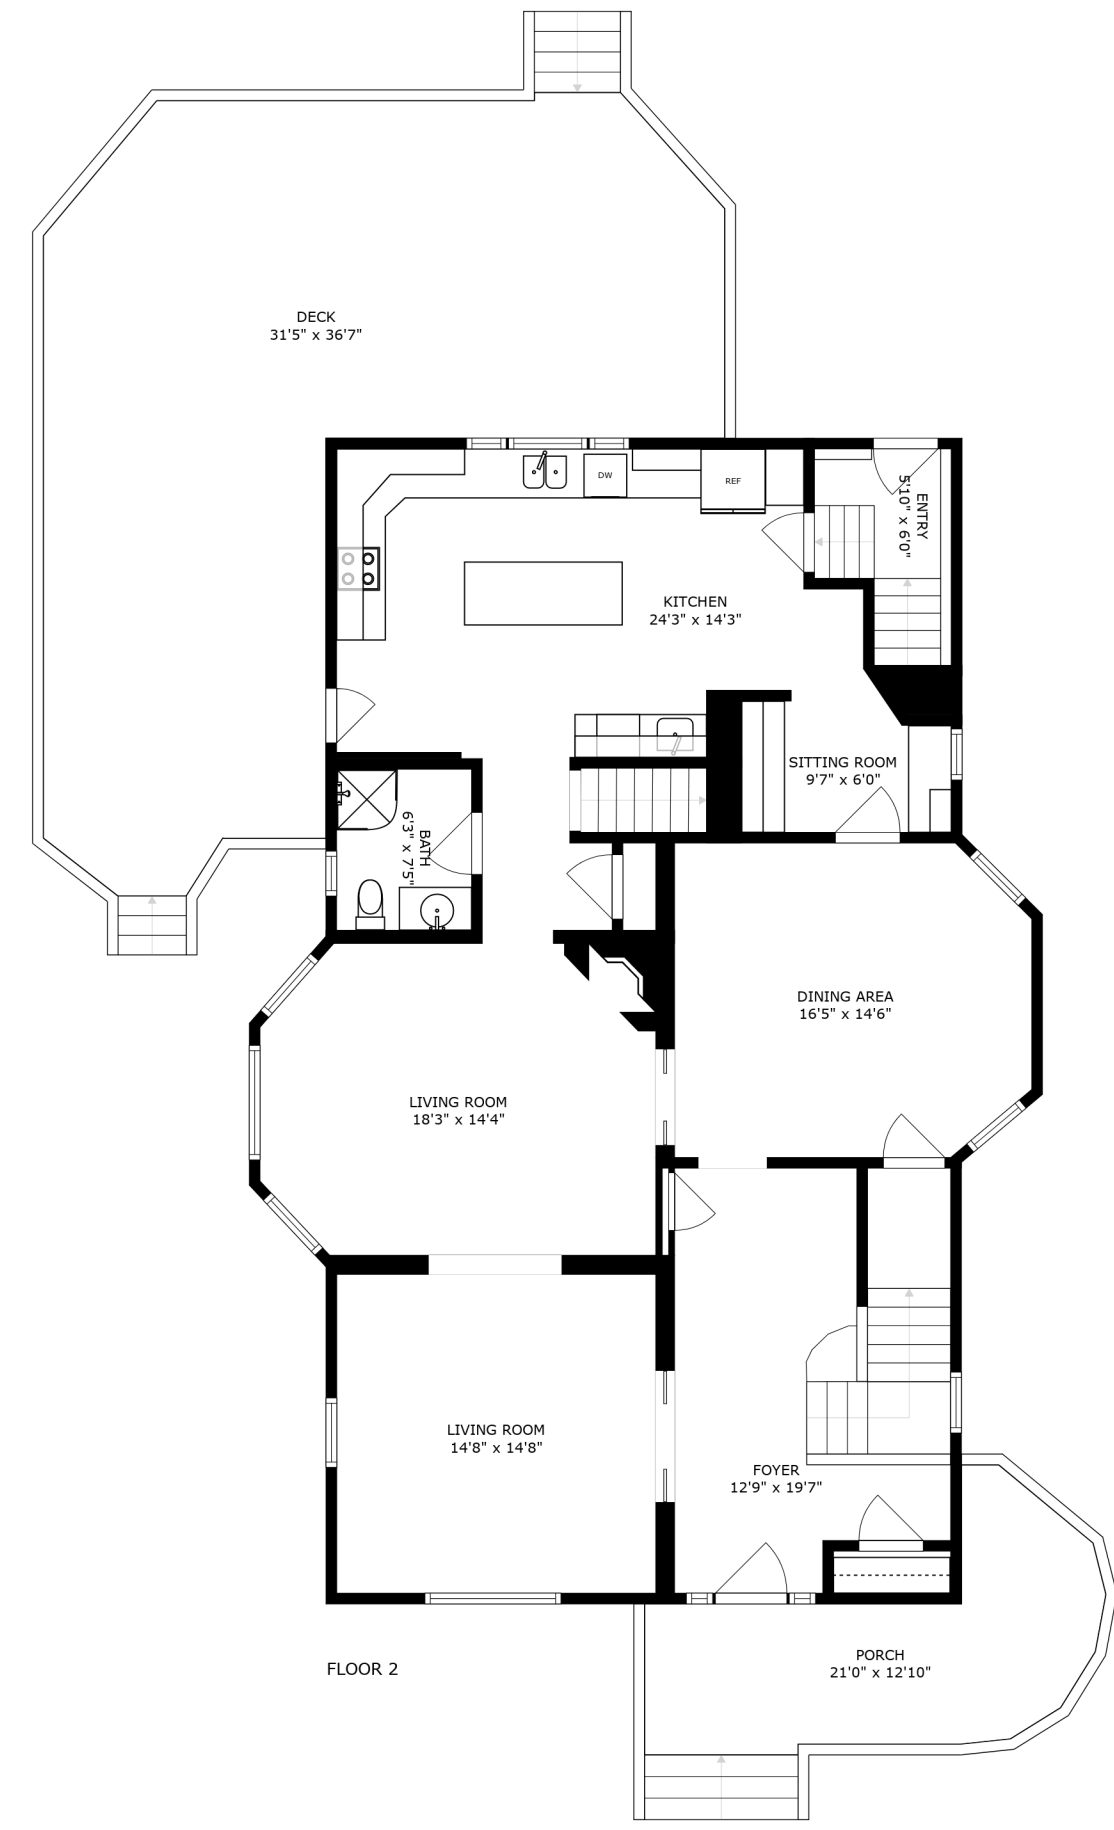 DECK
31'5" x 36'7"
DW
REF
ENTRY
5'10" x 6'0"
KITCHEN
24'3" x 14'3"
SITTING ROOM
9'7" x 6'0"
BATH
6'3" x 7'5"
DINING AREA
16'5" x 14'6"
LIVING ROOM
18'3" x 14'4"
LIVING ROOM
14'8" x 14'8"
FOYER
12'9" x 19'7"
PORCH
21'0" x 12'10"
FLOOR 2